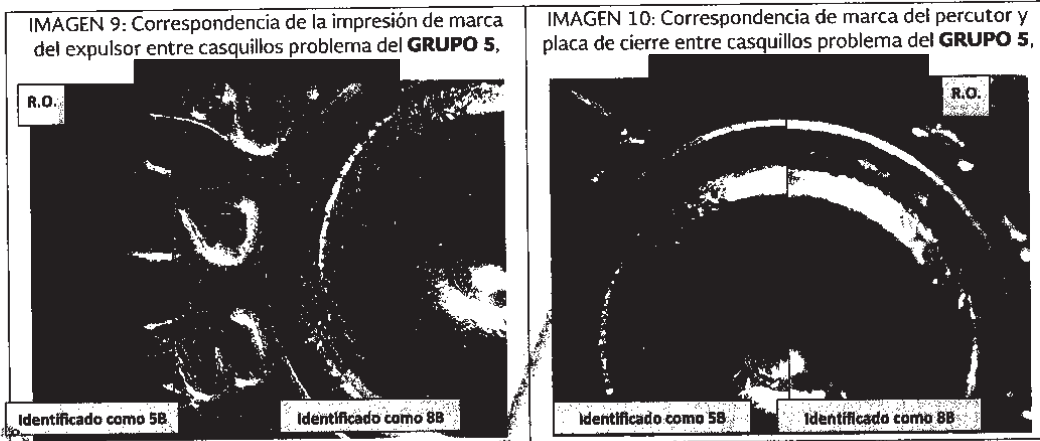 IMAGEN 9: Correspondencia de la impresión de marca
del expulsor entre casquillos problema del GRUPO 5,
R.O.
Identificado como 5B
Identificado como 8B
IMAGEN 10: Correspondencia de marca del percutor y
placa de cierre entre casquillos problema del GRUPO 5,
R.O.
Identificado como 5B
Identificado como 8B